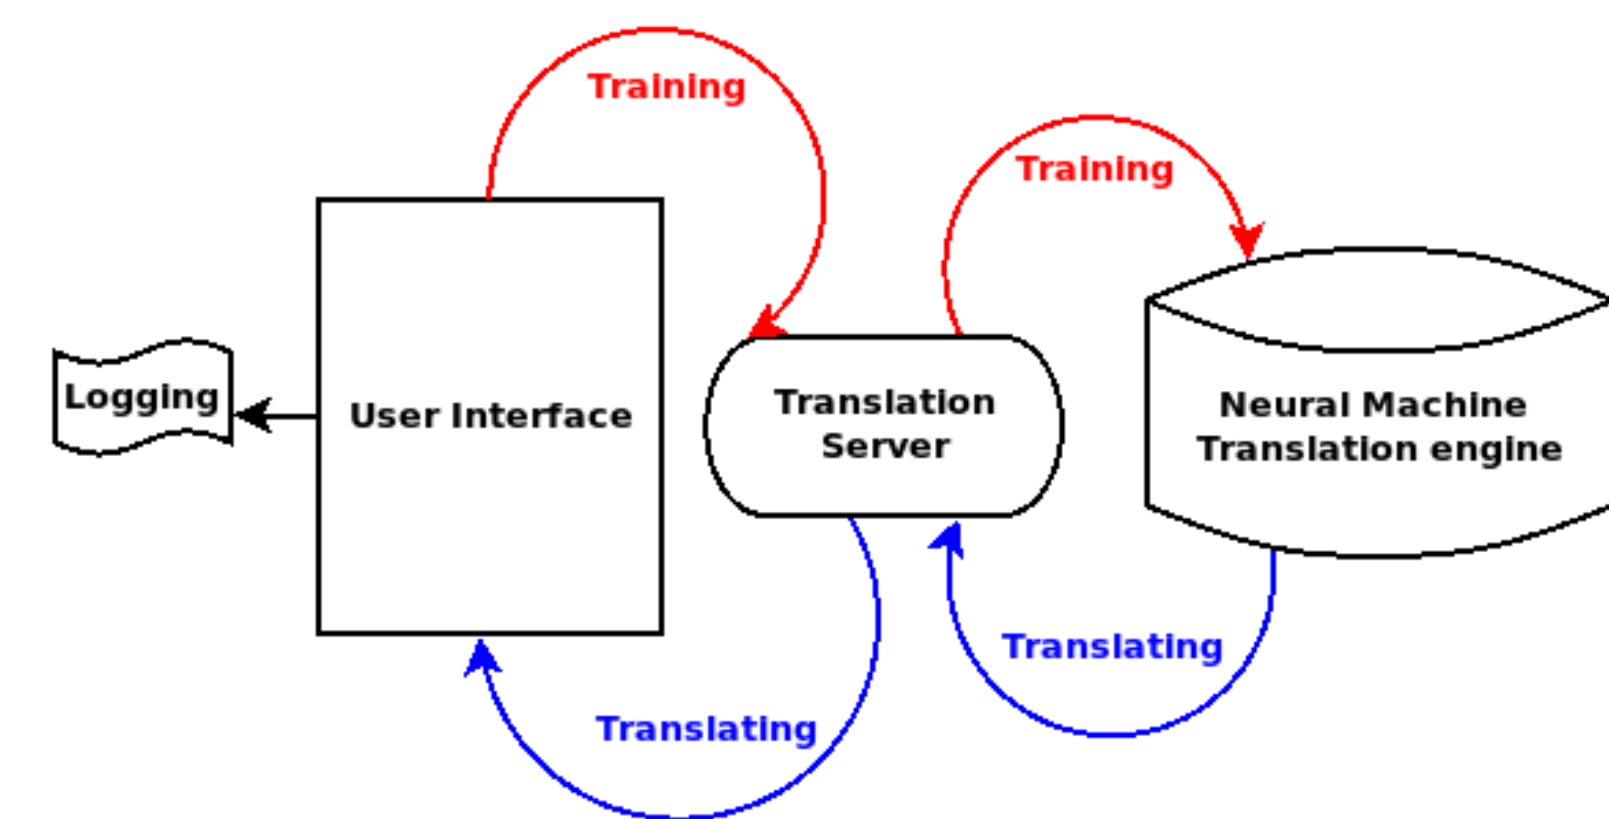 Training
Training
Logging
User Interface
Translation
Server
Neural Machine
Translation engine
Translating
Translating